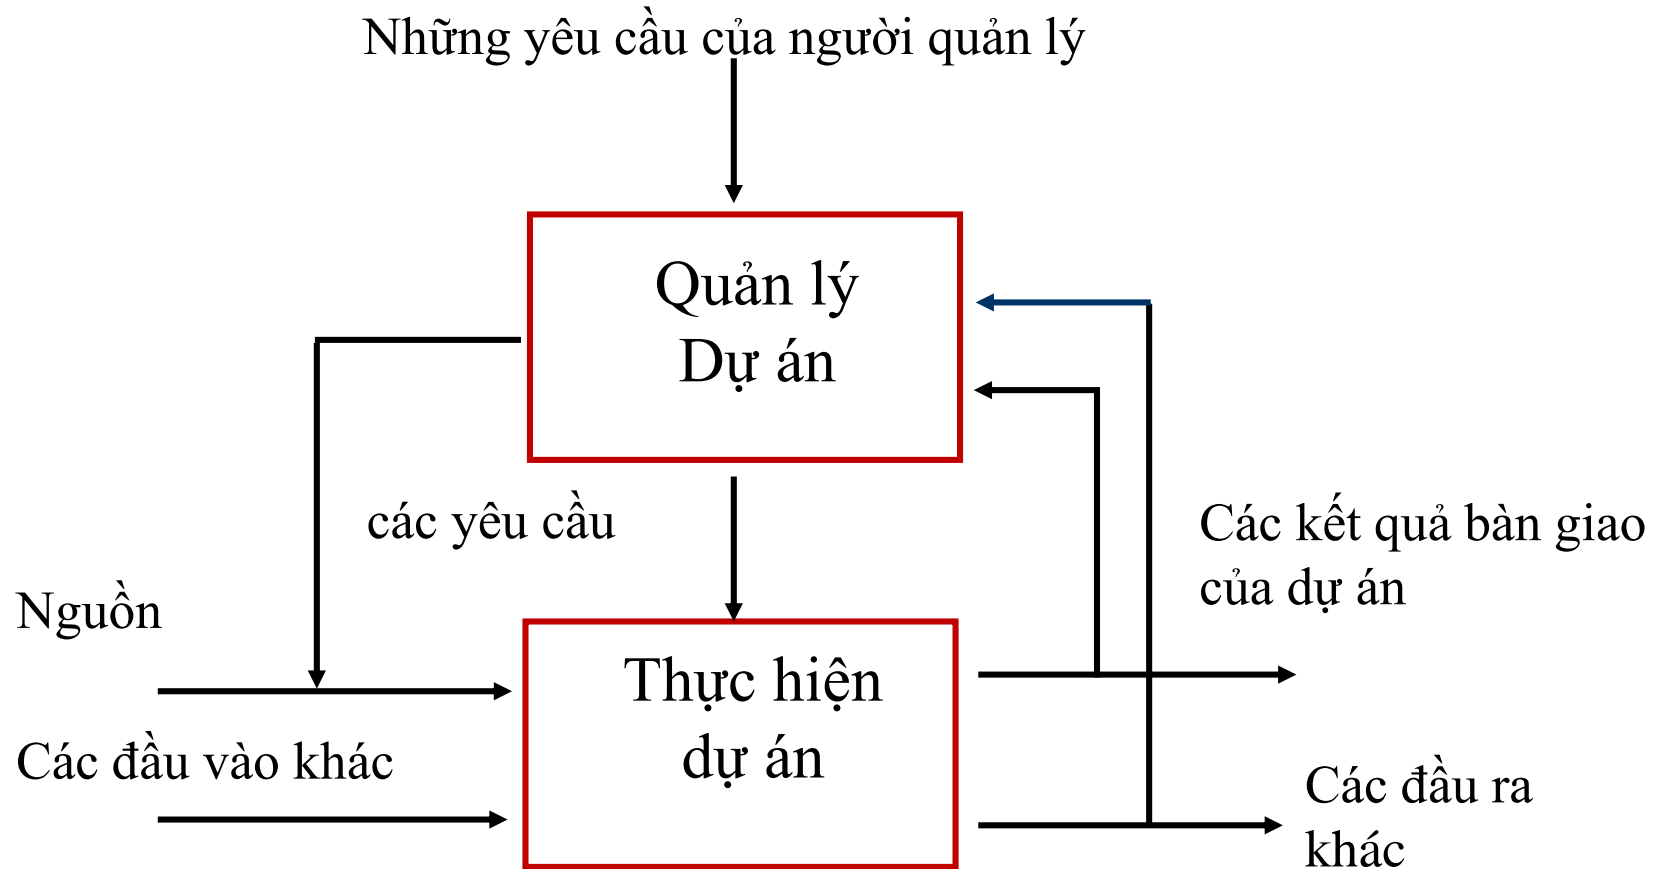 Những yêu cầu của người quản lý
Quản lý
Dự án
các yêu cầu
Các kết quả bàn giao
của dự án
Nguồn
Thực hiện
dự án
Các đầu vào khác
Các đầu ra
khác